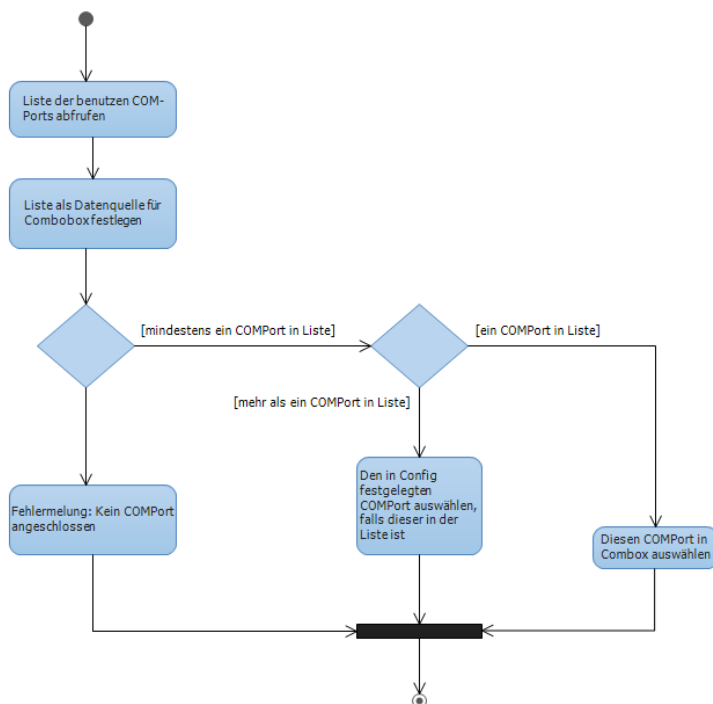 Liste der benutzen COM-
Ports abfrufen
Liste als Datenquelle für
Combobox festlegen
[mindestens ein COMPort in Liste]
[ein COMPort in Liste]
[mehr als ein COMPort in Liste]
Fehlermelung: Kein COMPort
angeschlossen
Den in Config
festgelegten
COMPort auswählen,
falls dieser in der
Liste ist
Diesen COMPort in
Combox auswählen